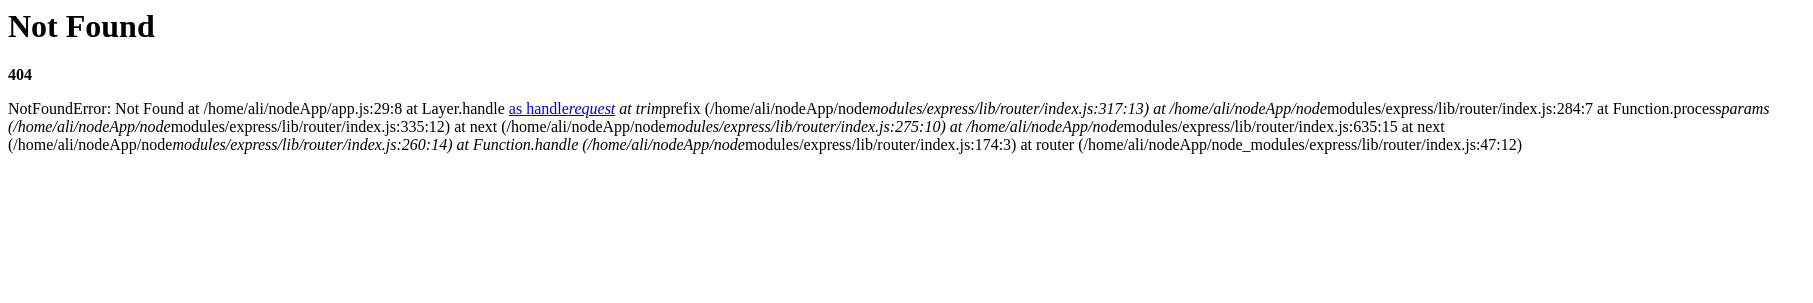 Not Found
404
NotFoundError: Not Found at /home/ali/nodeApp/app.js:29:8 at Layer.handle as handlerequest at trimprefix (/home/ali/nodeApp/nodemodules/express/lib/router/index.js:317:13) at /home/ali/nodeApp/nodemodules/express/lib/router/index.js:284:7 at Function.processparams
(/home/ali/nodeApp/nodemodules/express/lib/router/index.js:335:12) at next (/home/ali/nodeApp/nodemodules/express/lib/router/index.js:275:10) at /home/ali/nodeApp/nodemodules/express/lib/router/index.js:635:15 at next
(/home/ali/nodeApp/nodemodules/express/lib/router/index.js:260:14) at Function.handle (/home/ali/nodeApp/nodemodules/express/lib/router/index.js:174:3) at router (/home/ali/nodeApp/node_modules/express/lib/router/index.js:47:12)